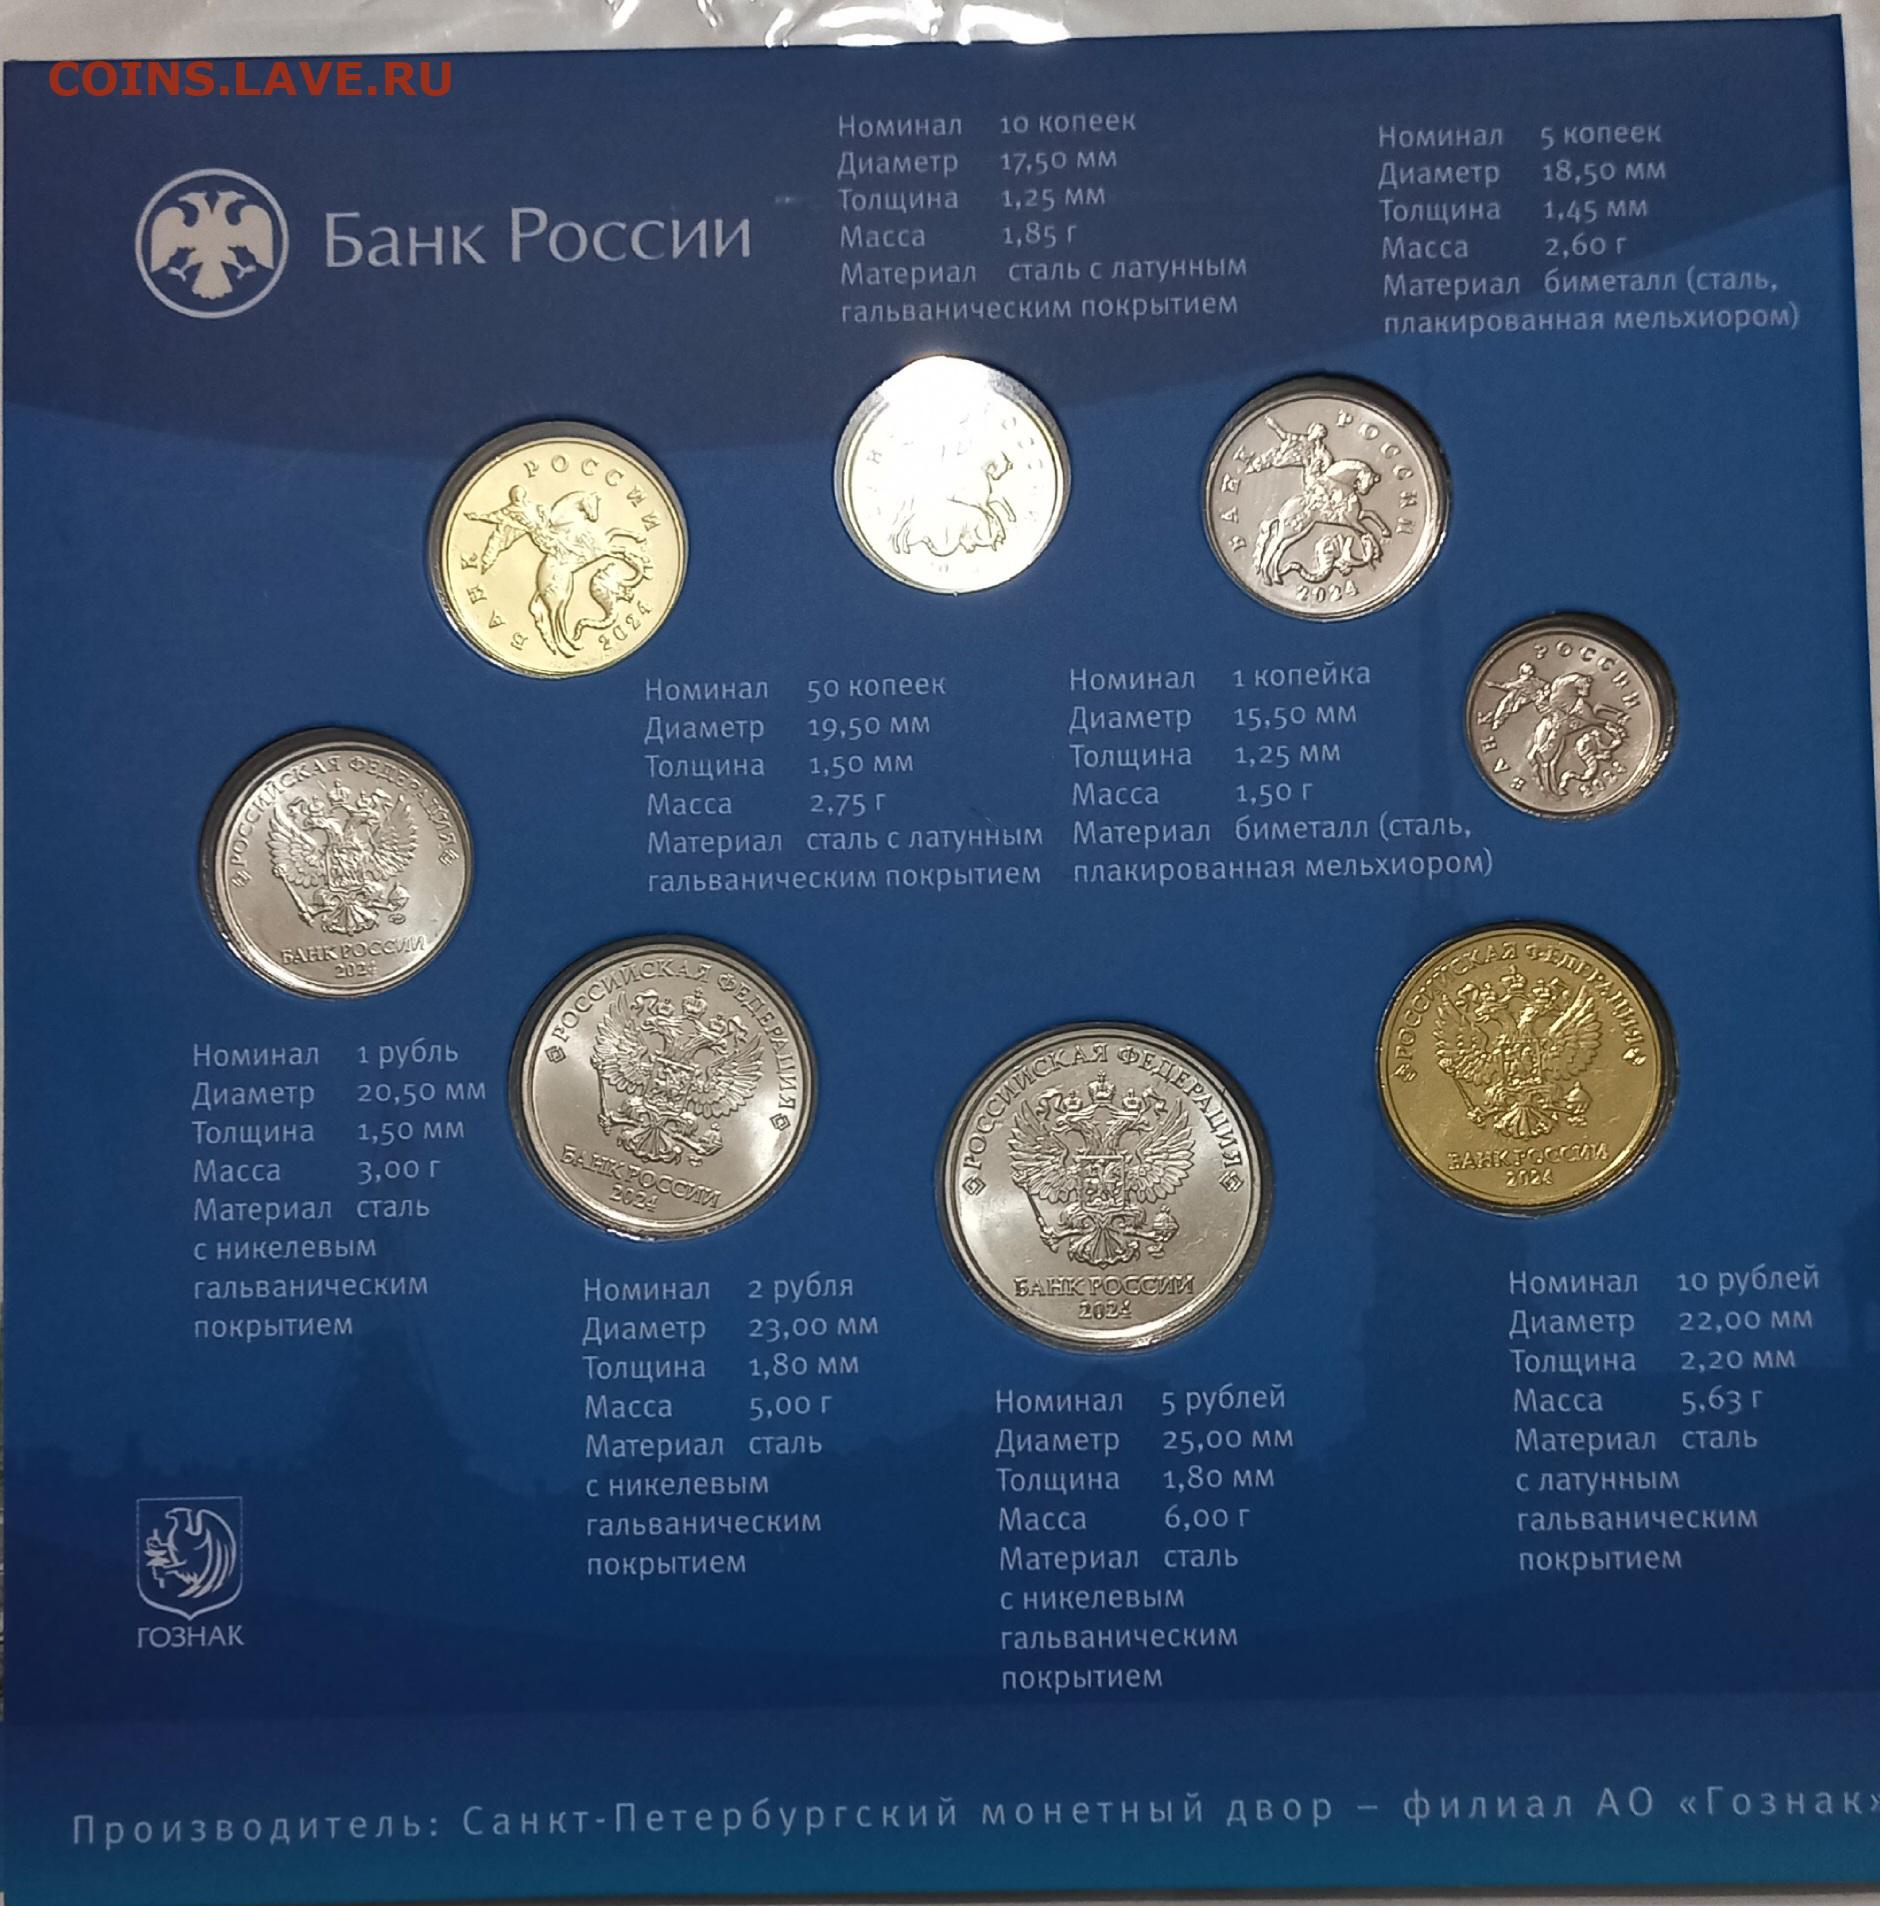 COINS.LAVE.RU
Банк России
Номинал 10 копеек
Диаметр 17,50 мм
Толщина 1,25 мм
Масса 1,85 г
Материал сталь с латунным
гальваническим покрытием
Номинал 5 копеек
Диаметр 18,50 мм
Толщина 1,45 мм
Масса 2,60 г
Материал биметалл (сталь,
плакированная мельхиором)
БАНК РОССИИ
2024
БАНК РОССИИ
2024
БАНК РОССИИ
2024
Номинал 50 копеек
Диаметр 19,50 мм
Толщина 1,50 мм
Масса 2,75 г
Материал сталь с латунным
гальваническим покрытием
Номинал 1 копейка
Диаметр 15,50 мм
Толщина 1,25 мм
Масса 1,50 г
Материал биметалл (сталь,
плакированная мельхиором)
РОССИЙСКАЯ ФЕДЕРАЦИЯ
БАНК РОССИИ
2024
РОССИЙСКАЯ ФЕДЕРАЦИЯ
БАНК РОССИИ
2024
РОССИЙСКАЯ ФЕДЕРАЦИЯ
БАНК РОССИИ
2024
РОССИЙСКАЯ ФЕДЕРАЦИЯ
БАНК РОССИИ
2024
Номинал 1 рубль
Диаметр 20,50 мм
Толщина 1,50 мм
Масса 3,00 г
Материал сталь
с никелевым
гальваническим
покрытием
Номинал 2 рубля
Диаметр 23,00 мм
Толщина 1,80 мм
Масса 5,00 г
Материал сталь
с никелевым
гальваническим
покрытием
Номинал 5 рублей
Диаметр 25,00 мм
Толщина 1,80 мм
Масса 6,00 г
Материал сталь
с никелевым
гальваническим
покрытием
Номинал 10 рублей
Диаметр 22,00 мм
Толщина 2,20 мм
Масса 5,63 г
Материал сталь
с латунным
гальваническим
покрытием
ГОЗНАК
Производитель: Санкт-Петербургский монетный двор – филиал АО «Гознак»